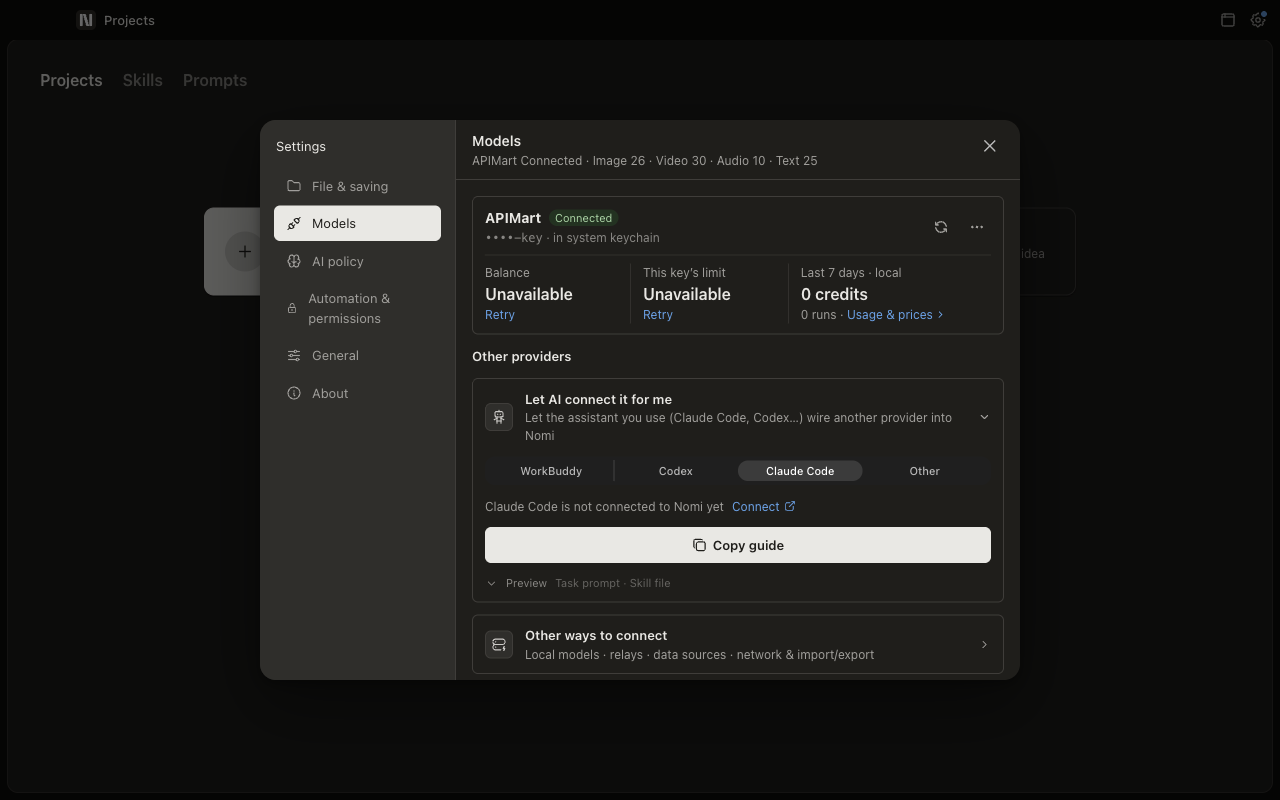 Projects
Projects Skills Prompts
idea
Settings
File & saving
Models
AI policy
Automation &
permissions
General
About
Models
APIMart Connected · Image 26 · Video 30 · Audio 10 · Text 25
APIMart Connected
••••-key · in system keychain
Balance
Unavailable
Retry
This key's limit
Unavailable
Retry
Last 7 days · local
0 credits
0 runs · Usage & prices
Other providers
Let AI connect it for me
Let the assistant you use (Claude Code, Codex…) wire another provider into
Nomi
WorkBuddy Codex Claude Code Other
Claude Code is not connected to Nomi yet Connect
Copy guide
Preview Task prompt · Skill file
Other ways to connect
Local models · relays · data sources · network & import/export